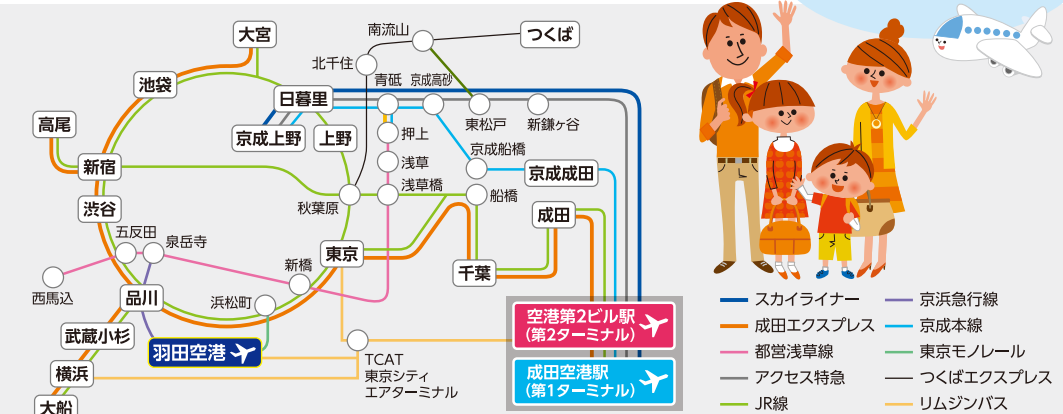 大宮
南流山
つくば
北千住
池袋
青砥
京成高砂
日暮里
高尾
京成上野
上野
押上
東松戸
新鎌ヶ谷
新宿
浅草
京成船橋
京成成田
浅草橋
渋谷
秋葉原
船橋
成田
五反田
泉岳寺
東京
新橋
千葉
西馬込
品川
浜松町
武蔵小杉
羽田空港
横浜
大船
TCAT
東京シティ
エアターミナル
空港第2ビル駅
(第2ターミナル)
成田空港駅
(第1ターミナル)
スカイライナー
成田エクスプレス
都営浅草線
アクセス特急
JR線
京浜急行線
京成本線
東京モノレール
つくばエクスプレス
リムジンバス